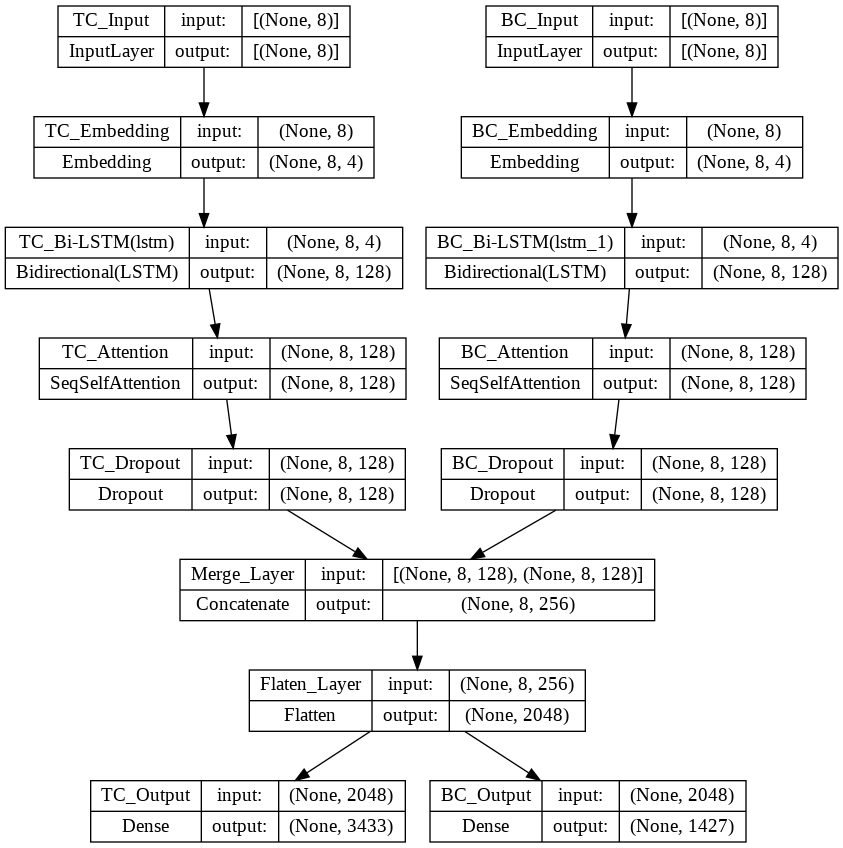 TC_Input input: [(None, 8)]
InputLayer output: [(None, 8)]
BC_Input input: [(None, 8)]
InputLayer output: [(None, 8)]
TC_Embedding input: (None, 8)
Embedding output: (None, 8, 4)
BC_Embedding input: (None, 8)
Embedding output: (None, 8, 4)
TC_Bi-LSTM(lstm) input: (None, 8, 4)
Bidirectional(LSTM) output: (None, 8, 128)
BC_Bi-LSTM(lstm_1) input: (None, 8, 4)
Bidirectional(LSTM) output: (None, 8, 128)
TC_Attention input: (None, 8, 128)
SeqSelfAttention output: (None, 8, 128)
BC_Attention input: (None, 8, 128)
SeqSelfAttention output: (None, 8, 128)
TC_Dropout input: (None, 8, 128)
Dropout output: (None, 8, 128)
BC_Dropout input: (None, 8, 128)
Dropout output: (None, 8, 128)
Merge_Layer input: [(None, 8, 128), (None, 8, 128)]
Concatenate output: (None, 8, 256)
Flaten_Layer input: (None, 8, 256)
Flatten output: (None, 2048)
TC_Output input: (None, 2048)
Dense output: (None, 3433)
BC_Output input: (None, 2048)
Dense output: (None, 1427)